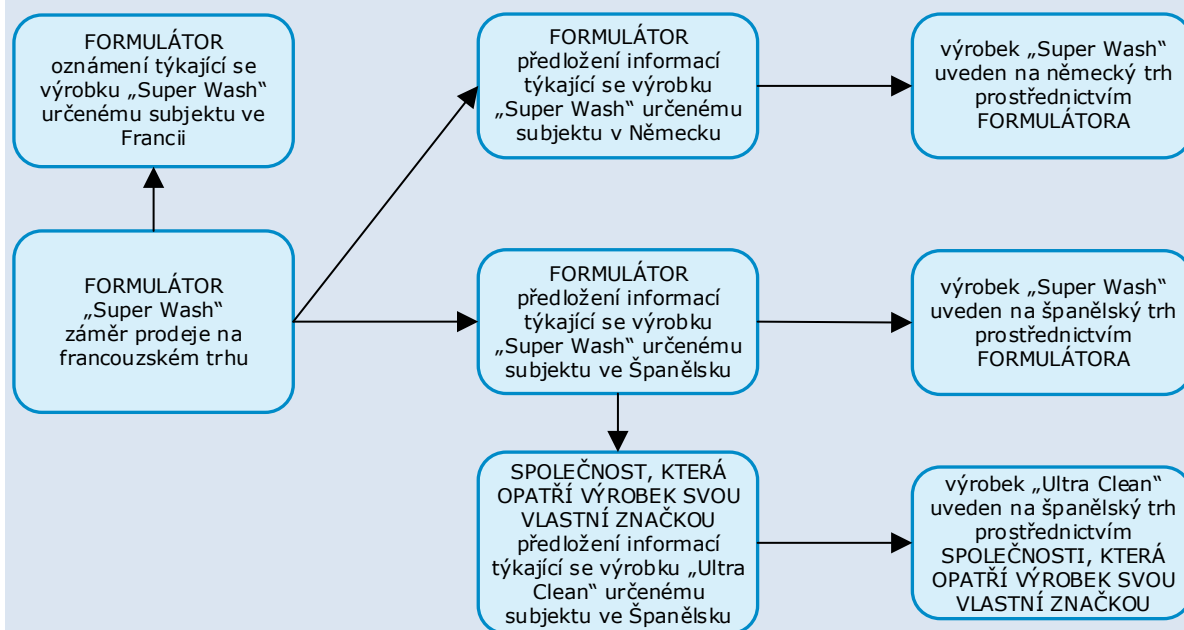 FORMULÁTOR
oznámení týkající se
výrobku „Super Wash“
určenému subjektu ve
Francii
FORMULÁTOR
předložení informací
týkající se výrobku
„Super Wash“ určenému
subjektu v Německu
výrobek „Super Wash“
uveden na německý trh
prostřednictvím
FORMULÁTORA
FORMULÁTOR
„Super Wash“
záměr prodeje na
francouzském trhu
FORMULÁTOR
předložení informací
týkající se výrobku
„Super Wash“ určenému
subjektu ve Španělsku
výrobek „Super Wash“
uveden na španělský trh
prostřednictvím
FORMULÁTORA
SPOLEČNOST, KTERÁ
OPATŘÍ VÝROBEK SVOU
VLASTNÍ ZNAČKOU
předložení informací
týkající se výrobku „Ultra
Clean“ určenému
subjektu ve Španělsku
výrobek „Ultra Clean“
uveden na španělský trh
prostřednictvím
SPOLEČNOSTI, KTERÁ
OPATŘÍ VÝROBEK SVOU
VLASTNÍ ZNAČKOU